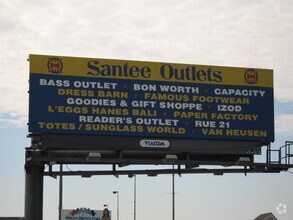 Santee Outlets
BASS OUTLET · BON WORTH · CAPACITY
DRESS BARN · FAMOUS FOOTWEAR
GOODIES & GIFT SHOPPE · IZOD
L'EGGS HANES BALI · PAPER FACTORY
READER'S OUTLET · RUE 21
TOTES / SUNGLASS WORLD · VAN HEUSEN
VIACOM